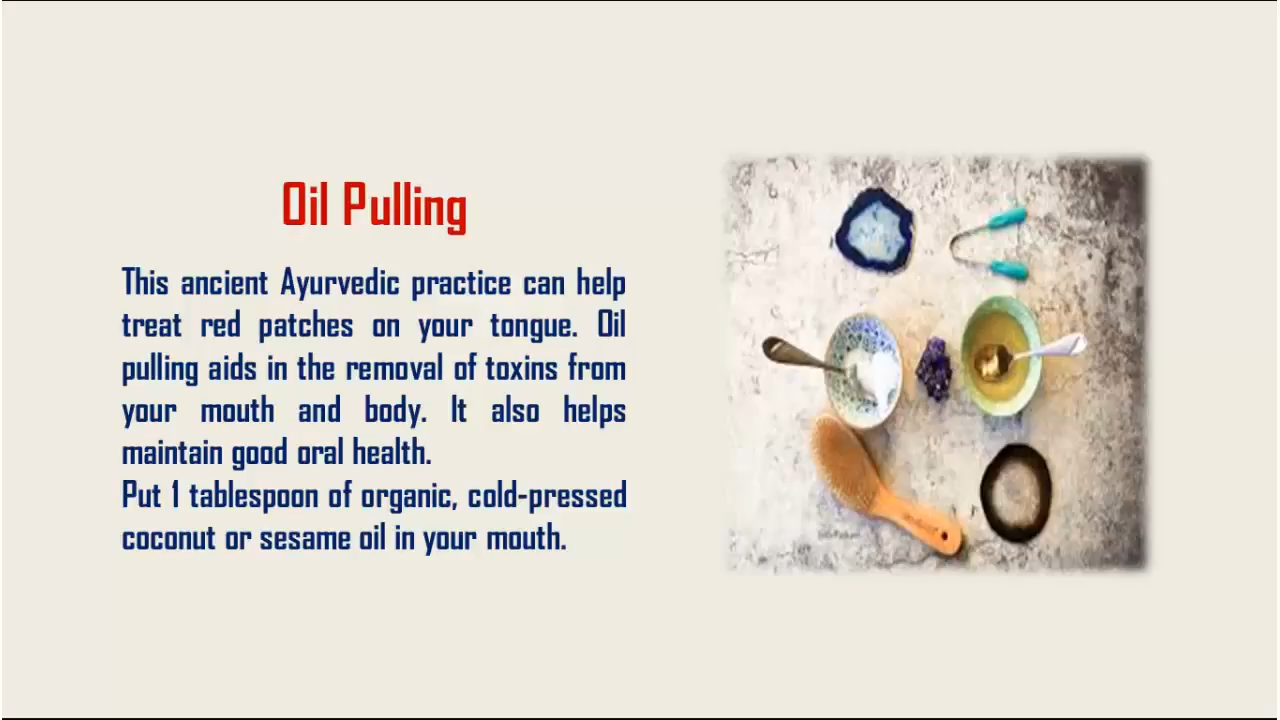 Oil Pulling
This ancient Ayurvedic practice can help
treat red patches on your tongue. Oil
pulling aids in the removal of toxins from
your mouth and body. It also helps
maintain good oral health.
Put 1 tablespoon of organic, cold-pressed
coconut or sesame oil in your mouth.